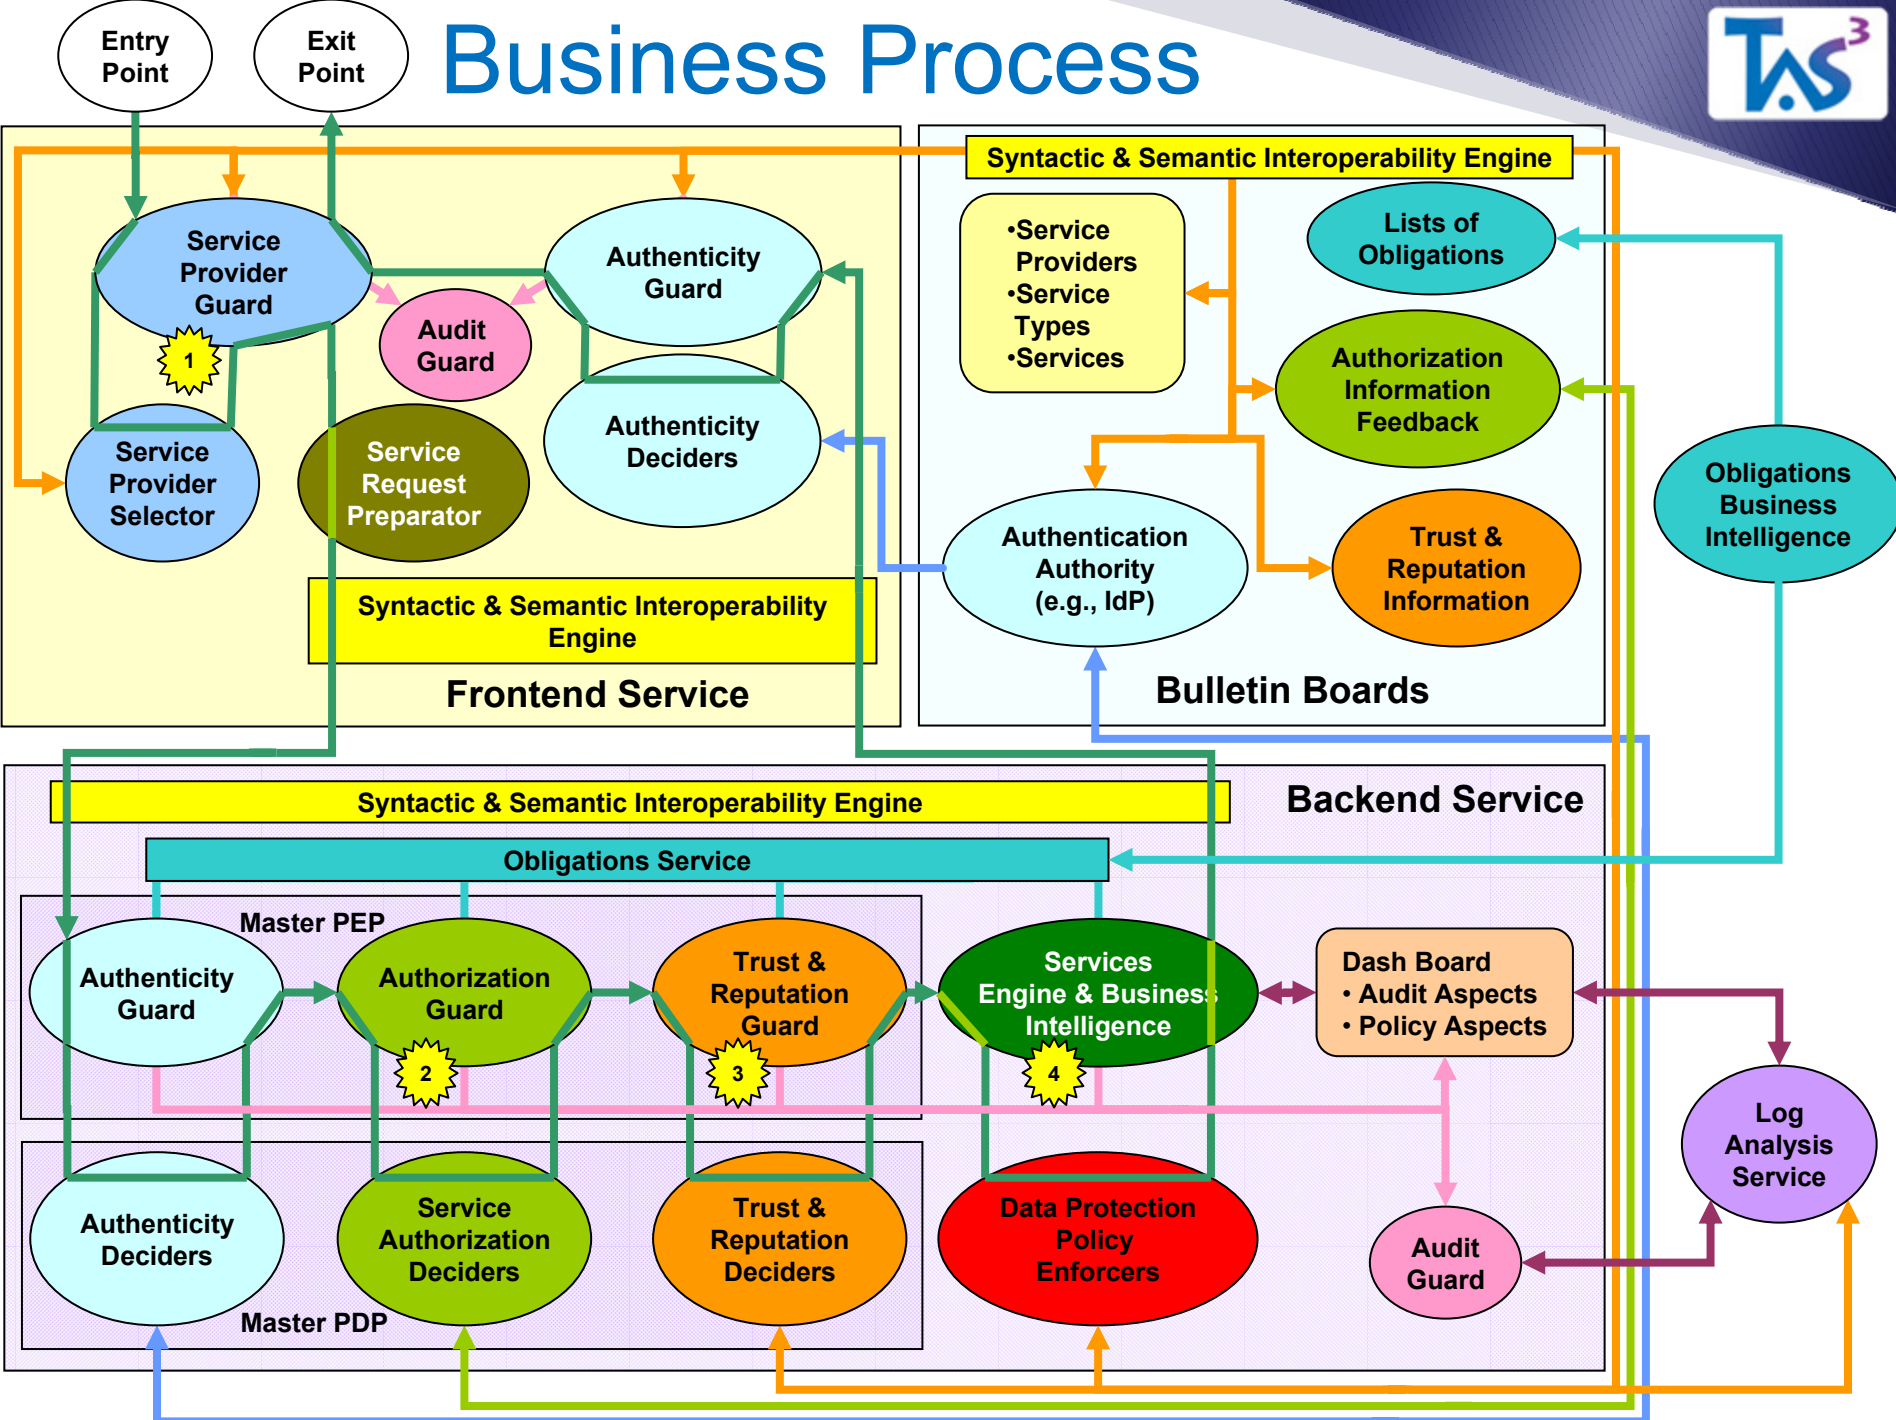 Business Process
TAS³
Entry
Point
Exit
Point
Service
Provider
Guard
1
Audit
Guard
Authenticity
Guard
Authenticity
Deciders
Service
Provider
Selector
Service
Request
Preparator
Syntactic & Semantic Interoperability
Engine
Frontend Service
Syntactic & Semantic Interoperability Engine
•Service
Providers
•Service
Types
•Services
Lists of
Obligations
Authorization
Information
Feedback
Authentication
Authority
(e.g., IdP)
Trust &
Reputation
Information
Bulletin Boards
Obligations
Business
Intelligence
Syntactic & Semantic Interoperability Engine
Backend Service
Obligations Service
Master PEP
Authenticity
Guard
Authorization
Guard
2
Trust &
Reputation
Guard
3
Services
Engine & Business
Intelligence
4
Dash Board
• Audit Aspects
• Policy Aspects
Log
Analysis
Service
Authenticity
Deciders
Service
Authorization
Deciders
Trust &
Reputation
Deciders
Data Protection
Policy
Enforcers
Audit
Guard
Master PDP